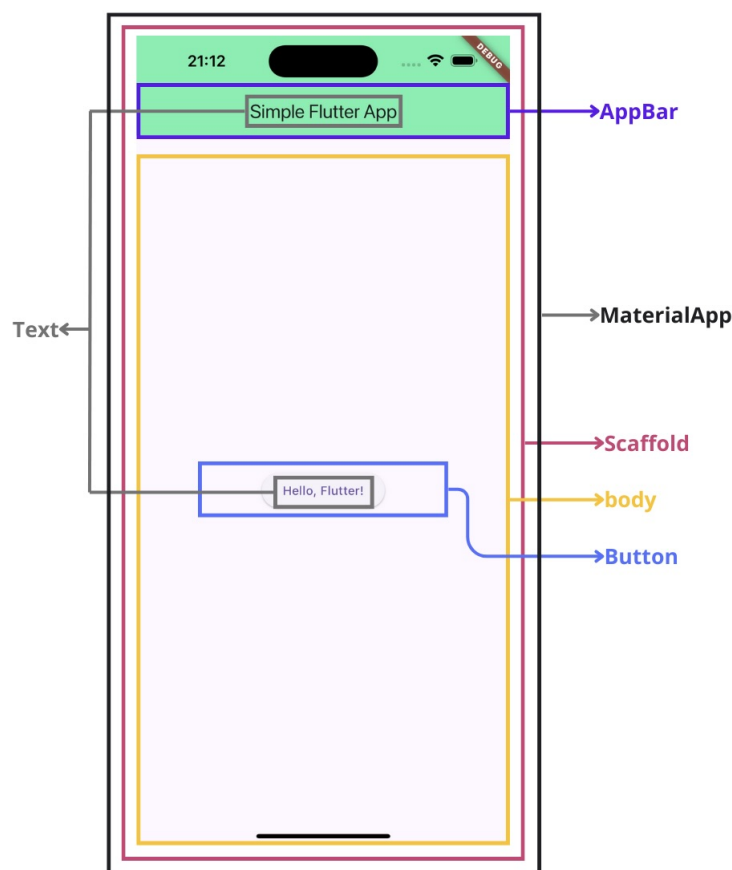 21:12
DEBUG
Simple Flutter App
AppBar
MaterialApp
Text
Scaffold
Hello, Flutter!
body
Button